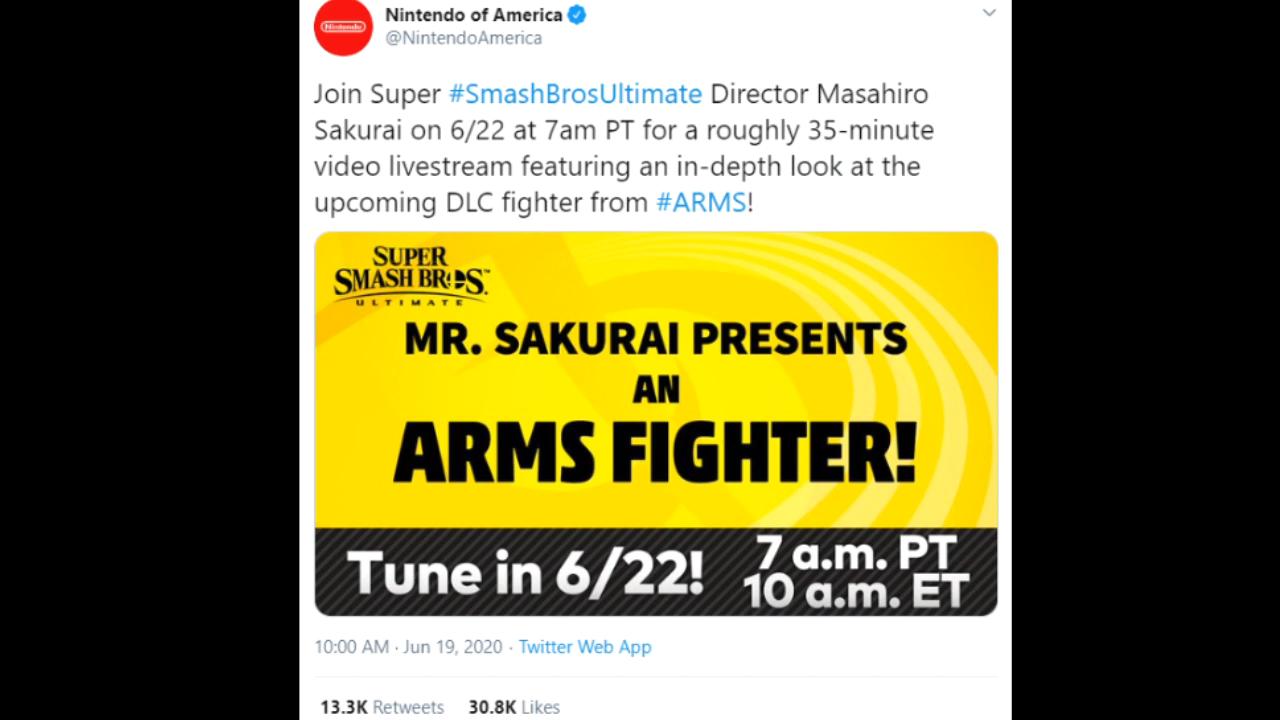 Nintendo
Nintendo of America
@NintendoAmerica
Join Super #SmashBrosUltimate Director Masahiro
Sakurai on 6/22 at 7am PT for a roughly 35-minute
video livestream featuring an in-depth look at the
upcoming DLC fighter from #ARMS!
SUPER
SMASH BROS.™
ULTIMATE
MR. SAKURAI PRESENTS
AN
ARMS FIGHTER!
Tune in 6/22!
7 a.m. PT
10 a.m. ET
10:00 AM · Jun 19, 2020 · Twitter Web App
13.3K Retweets 30.8K Likes